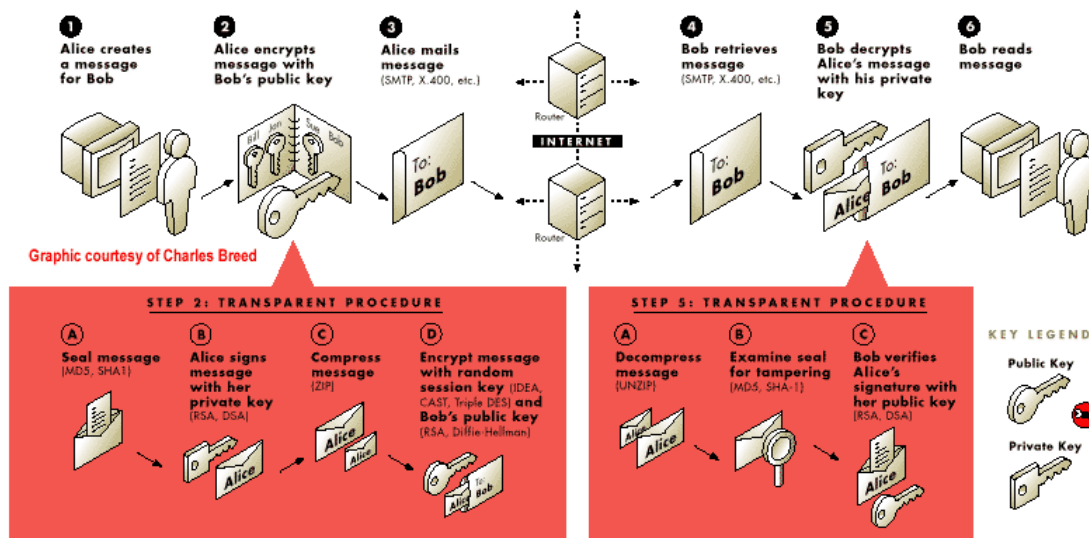 1
Alice creates
a message
for Bob
2
Alice encrypts
message with
Bob's public key
3
Alice mails
message
(SMTP, X.400, etc.)
4
Bob retrieves
message
(SMTP, X.400, etc.)
5
Bob decrypts
Alice's message
with his private
key
6
Bob reads
message
Bill
Jon
Sue
Bob
To:
Bob
Router
INTERNET
Router
To:
Bob
Alice
To:
Bob
Graphic courtesy of Charles Breed
STEP 2: TRANSPARENT PROCEDURE
A
Seal message
(MD5, SHA1)
B
Alice signs
message
with her
private key
(RSA, DSA)
C
Compress
message
(ZIP)
D
Encrypt message
with random
session key (IDEA,
CAST, Triple DES) and
Bob's public key
(RSA, Diffie-Hellman)
Alice
Alice
Alice
Alice
To:
Bob
STEP 5: TRANSPARENT PROCEDURE
A
Decompress
message
(UNZIP)
B
Examine seal
for tampering
(MD5, SHA-1)
C
Bob verifies
Alice's
signature with
her public key
(RSA, DSA)
Alice
Alice
Alice
KEY LEGEND
Public Key
Private Key